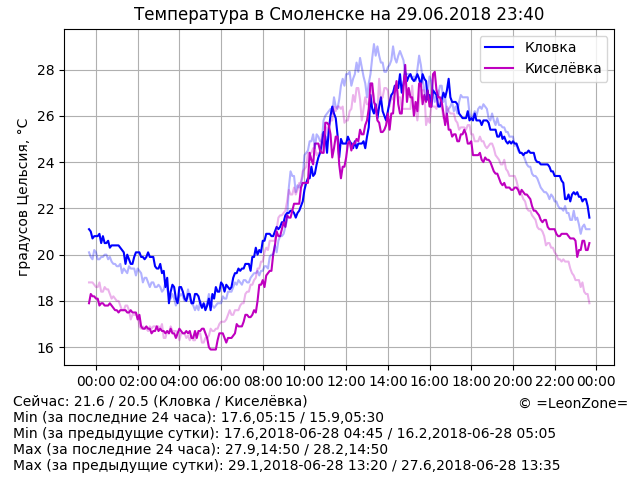 Температура в Смоленске на 29.06.2018 23:40
Кловка
Киселёвка
градусов Цельсия, °C
28
26
24
22
20
18
16
00:00 02:00 04:00 06:00 08:00 10:00 12:00 14:00 16:00 18:00 20:00 22:00 00:00
Сейчас: 21.6 / 20.5 (Кловка / Киселёвка)
© =LeonZone=
Min (за последние 24 часа): 17.6,05:15 / 15.9,05:30
Min (за предыдущие сутки): 17.6,2018-06-28 04:45 / 16.2,2018-06-28 05:05
Max (за последние 24 часа): 27.9,14:50 / 28.2,14:50
Max (за предыдущие сутки): 29.1,2018-06-28 13:20 / 27.6,2018-06-28 13:35